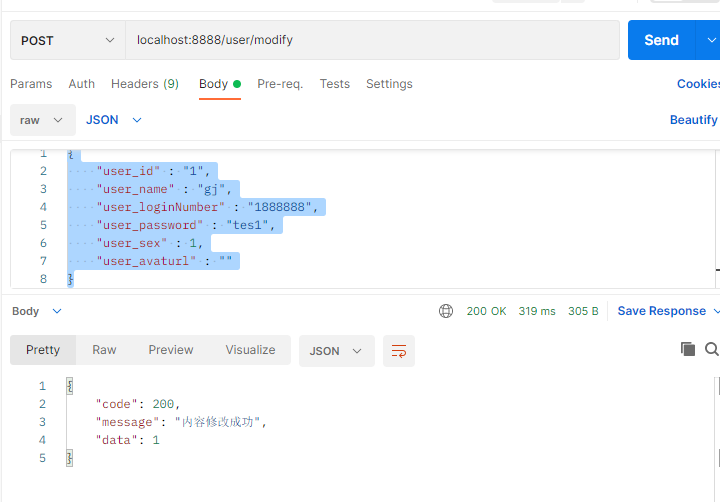 POST localhost:8888/user/modify Send
Params Auth Headers (9) Body Pre-req. Tests Settings Cookies
raw JSON Beautify
1 {
2 "user_id" : "1",
3 "user_name" : "gj",
4 "user_loginNumber" : "1888888",
5 "user_password" : "tes1",
6 "user_sex" : 1,
7 "user_avaturl" : ""
8 }
Body 200 OK 319 ms 305 B Save Response
Pretty Raw Preview Visualize JSON
1 {
2 "code": 200,
3 "message": "内容修改成功",
4 "data": 1
5 }